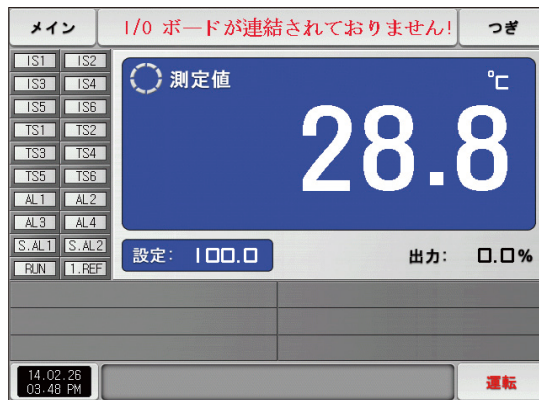 メイン
I/O ボードが連結されておりません!
つぎ
IS1 IS2
IS3 IS4
IS5 IS6
TS1 TS2
TS3 TS4
TS5 TS6
AL1 AL2
AL3 AL4
S.AL1 S.AL2
RUN 1.REF
測定値
℃
28.8
設定: 100.0
出力: 0.0%
14.02.26
03:48 PM
運転